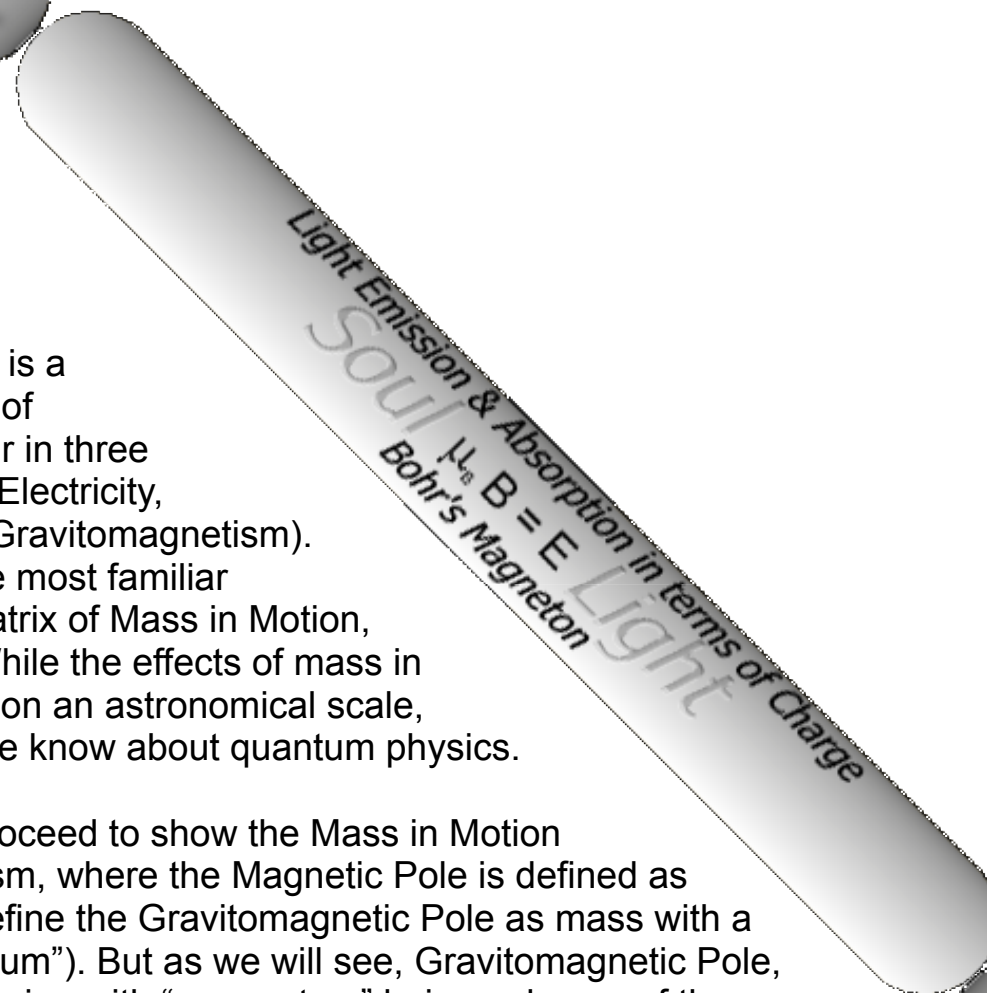 Light Emission & Absorption in terms of Charge
Soul μB B = E Light
Bohr's Magneton
is a
of
r in three
Electricity,
Gravitomagnetism).
e most familiar
atrix of Mass in Motion,
While the effects of mass in
on an astronomical scale,
e know about quantum physics.
oceed to show the Mass in Motion
sm, where the Magnetic Pole is defined as
efine the Gravitomagnetic Pole as mass with a
um”). But as we will see, Gravitomagnetic Pole,